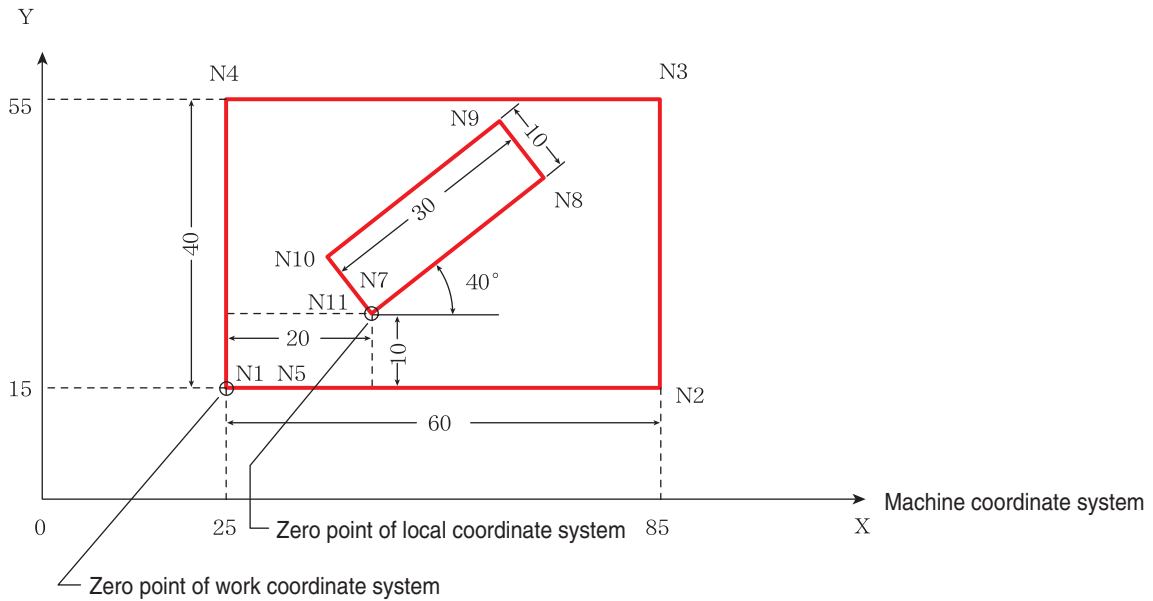 Y
N4
N3
55
N9
10
N8
30
40
N10
N7
40°
N11
20
10
N1
N5
15
N2
60
Machine coordinate system
0
25
Zero point of local coordinate system
85
X
Zero point of work coordinate system